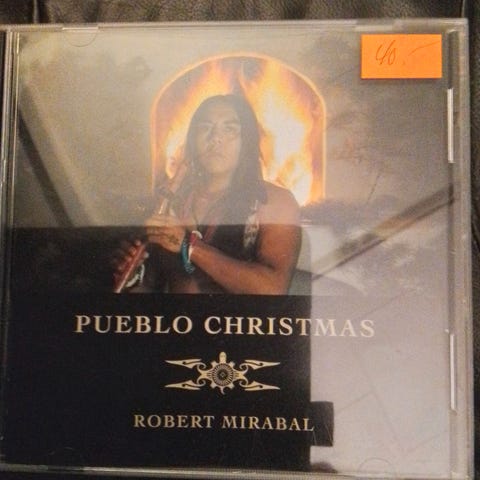 40.-
PUEBLO CHRISTMAS
ROBERT MIRABAL